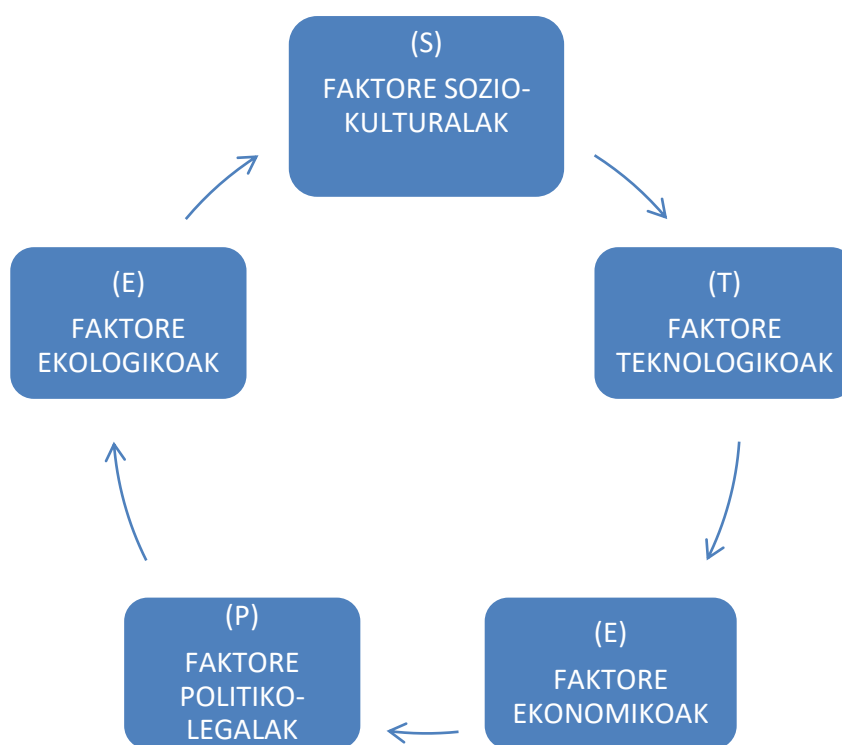 (S)
FAKTORE SOZIO-
KULTURALAK
(T)
FAKTORE
TEKNOLOGIKOAK
(E)
FAKTORE
EKONOMIKOAK
(P)
FAKTORE
POLITIKO-
LEGALAK
(E)
FAKTORE
EKOLOGIKOAK